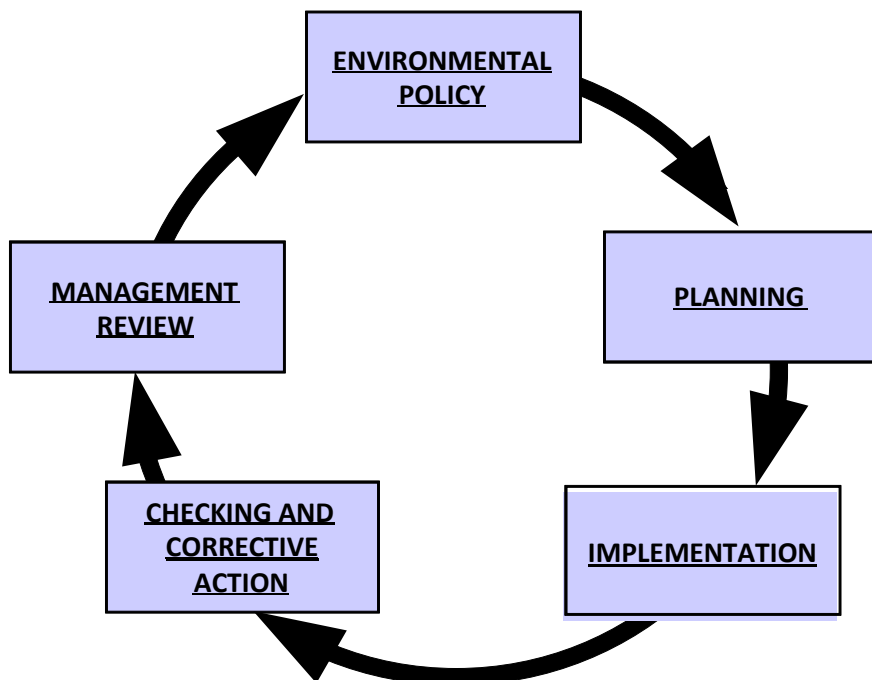 ENVIRONMENTAL
POLICY
PLANNING
IMPLEMENTATION
CHECKING AND
CORRECTIVE
ACTION
MANAGEMENT
REVIEW